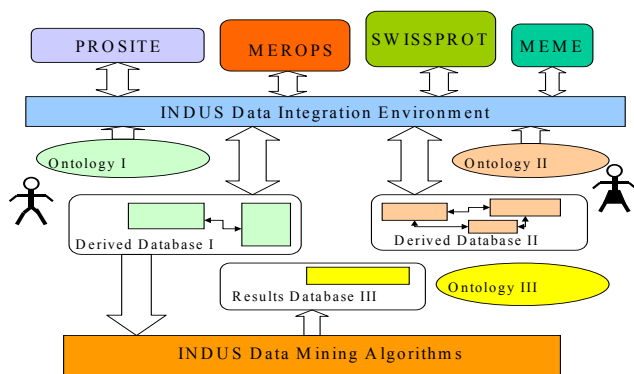 PROSITE
MEROPS
SWISSPROT
MEME
INDUS Data Integration Environment
Ontology I
Ontology II
Derived Database I
Derived Database II
Results Database III
Ontology III
INDUS Data Mining Algorithms